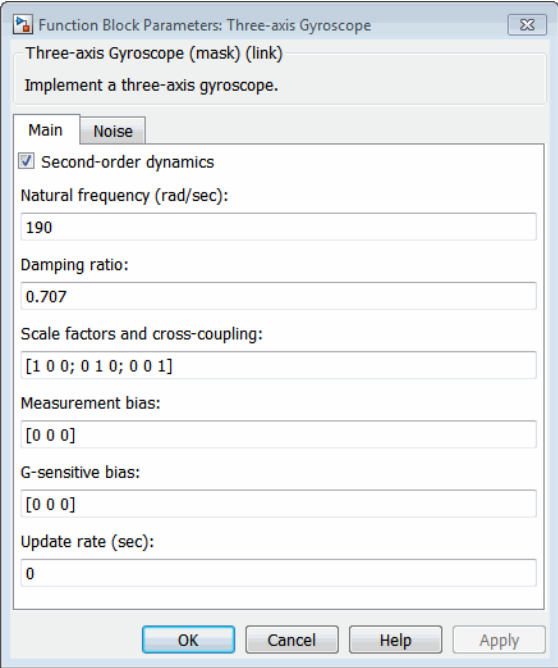 Function Block Parameters: Three-axis Gyroscope
Three-axis Gyroscope (mask) (link)
Implement a three-axis gyroscope.
Main Noise
Second-order dynamics
Natural frequency (rad/sec):
190
Damping ratio:
0.707
Scale factors and cross-coupling:
[1 0 0; 0 1 0; 0 0 1]
Measurement bias:
[0 0 0]
G-sensitive bias:
[0 0 0]
Update rate (sec):
0
OK Cancel Help Apply